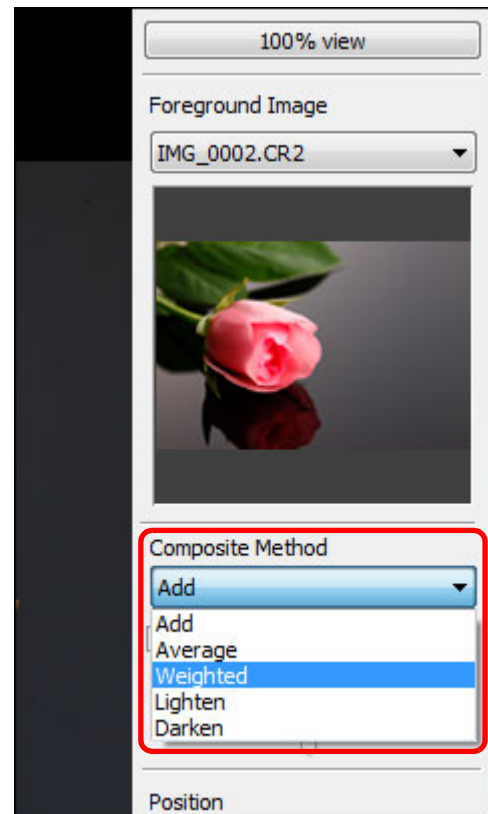 100% view
Foreground Image
IMG_0002.CR2
Composite Method
Add
Add
Average
Weighted
Lighten
Darken
Position